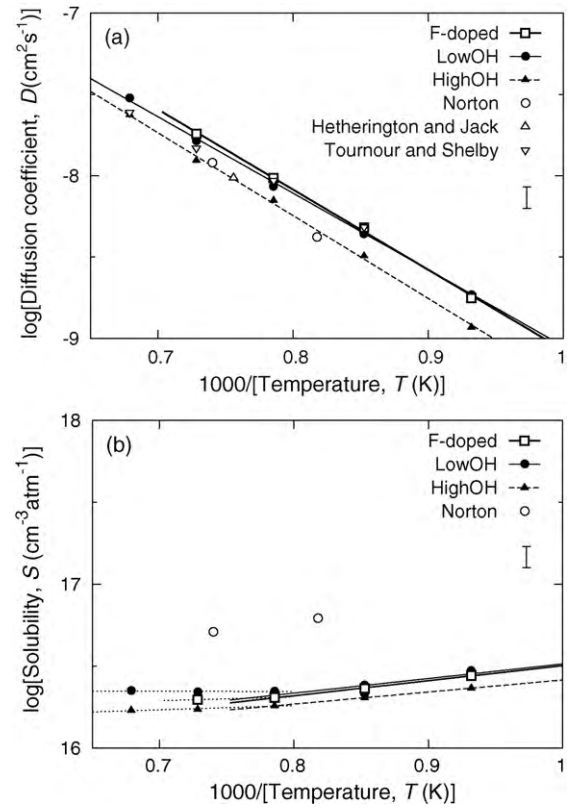 (a)
F-doped
LowOH
HighOH
Norton
Hetherington and Jack
Tournour and Shelby
log[Diffusion coefficient, D(cm²s⁻¹)]
-7
-8
-9
0.7 0.8 0.9 1
1000/[Temperature, T (K)]
(b)
F-doped
LowOH
HighOH
Norton
log[Solubility, S (cm⁻³atm⁻¹)]
18
17
16
0.7 0.8 0.9 1
1000/[Temperature, T (K)]